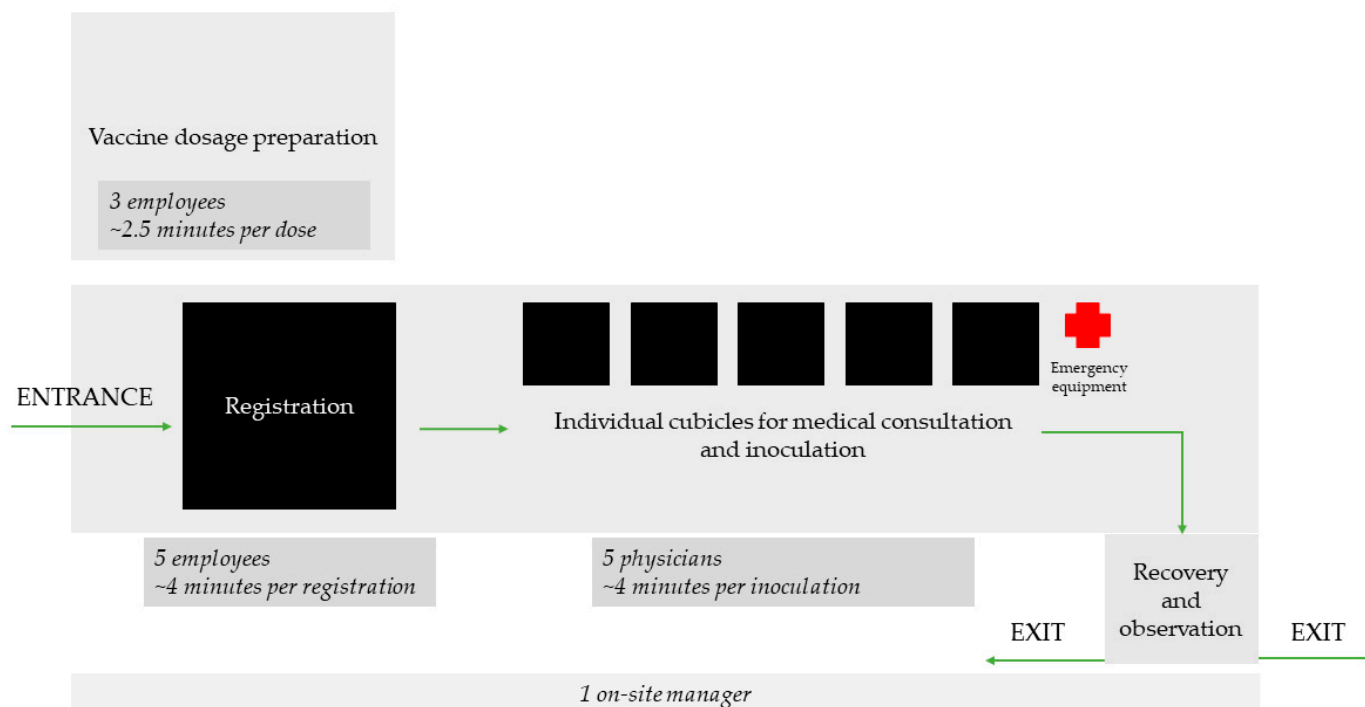 Vaccine dosage preparation
3 employees
~2.5 minutes per dose
ENTRANCE
Registration
Emergency
equipment
Individual cubicles for medical consultation
and inoculation
5 employees
~4 minutes per registration
5 physicians
~4 minutes per inoculation
Recovery
and
observation
EXIT
EXIT
1 on-site manager